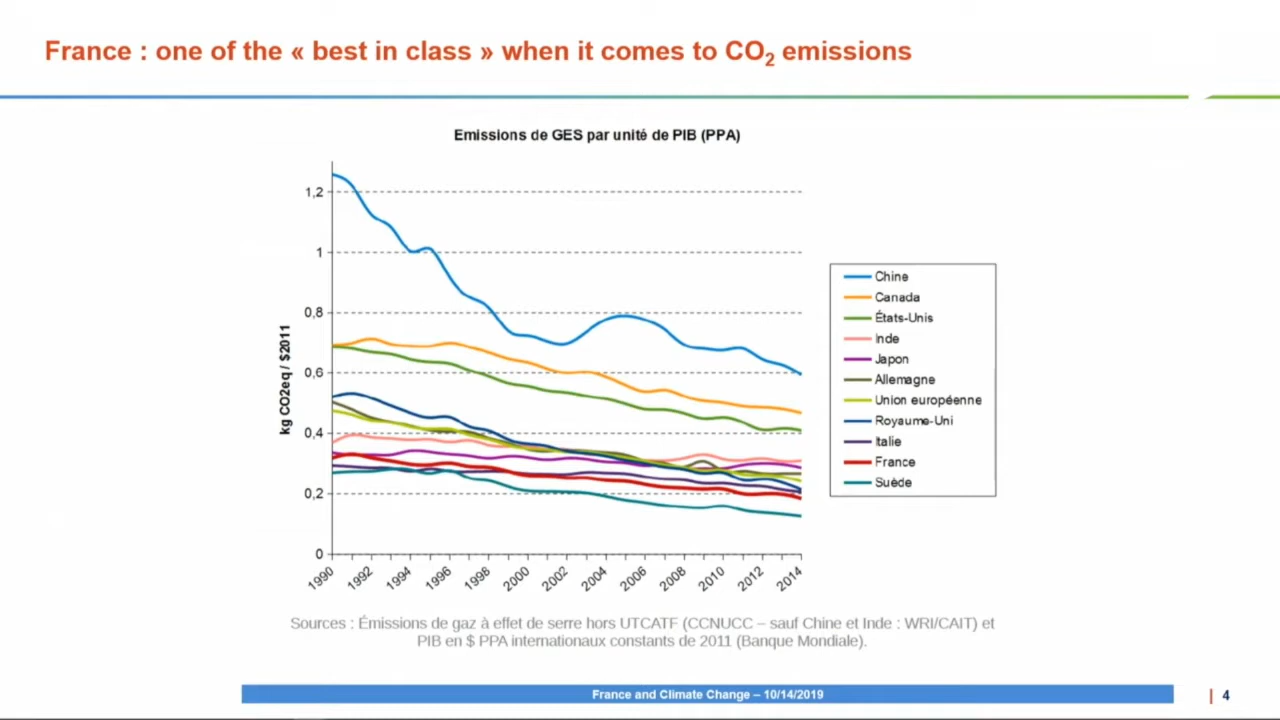 France : one of the « best in class » when it comes to CO2 emissions
Emissions de GES par unité de PIB (PPA)
kg CO2eq / $2011
1,2
1
0,8
0,6
0,4
0,2
0
1990
1992
1994
1996
1998
2000
2002
2004
2006
2008
2010
2012
2014
Chine
Canada
États-Unis
Inde
Japon
Allemagne
Union européenne
Royaume-Uni
Italie
France
Suède
Sources : Émissions de gaz à effet de serre hors UTCATF (CCNUCC – sauf Chine et Inde : WRI/CAIT) et
PIB en $ PPA internationaux constants de 2011 (Banque Mondiale).
France and Climate Change – 10/14/2019
| 4